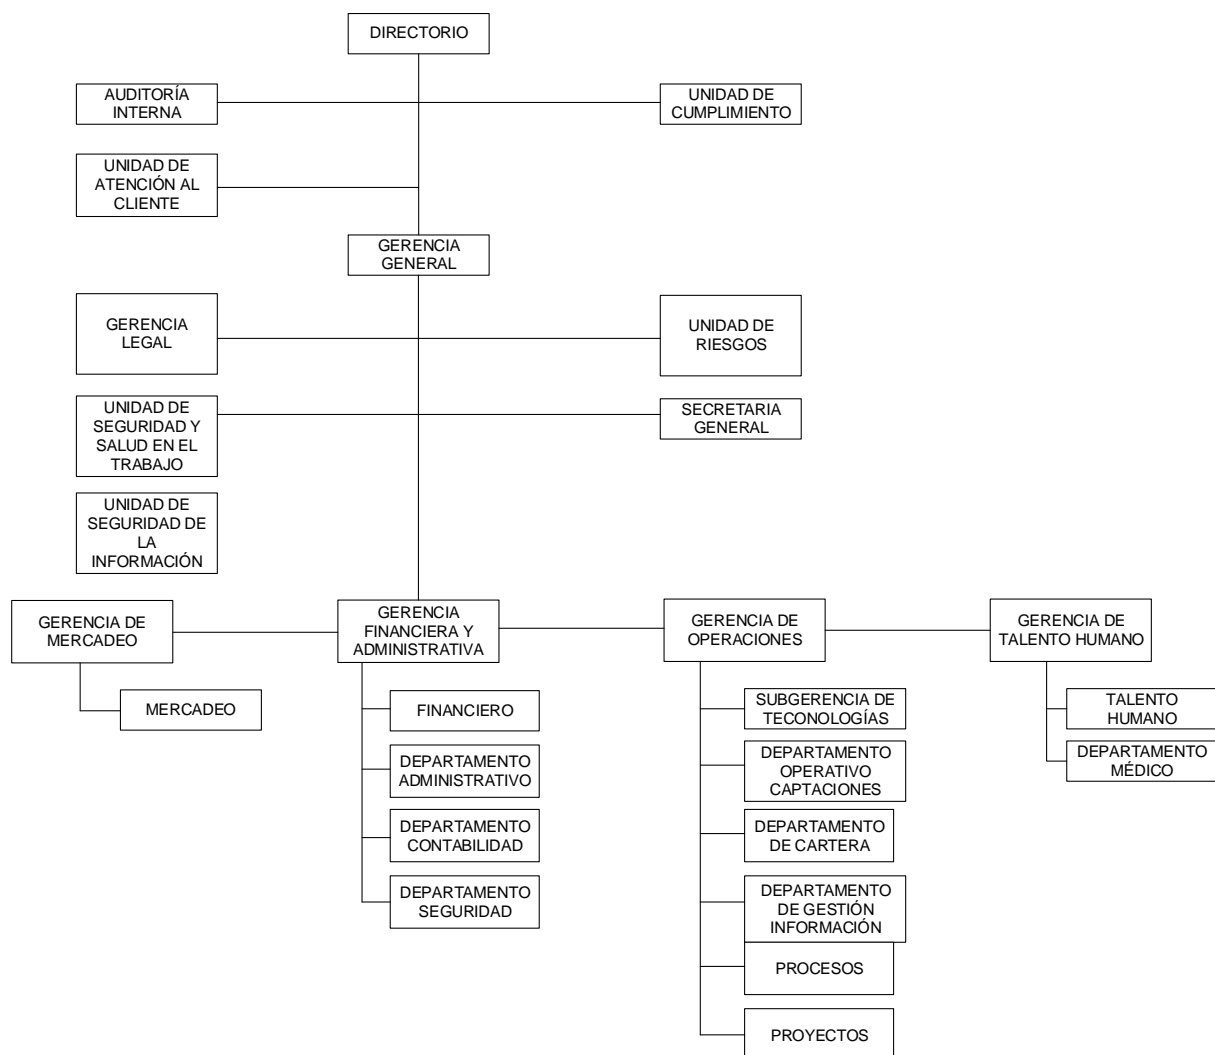 DIRECTORIO
AUDITORÍA
INTERNA
UNIDAD DE
CUMPLIMIENTO
UNIDAD DE
ATENCIÓN AL
CLIENTE
GERENCIA
GENERAL
GERENCIA
LEGAL
UNIDAD DE
RIESGOS
UNIDAD DE
SEGURIDAD Y
SALUD EN EL
TRABAJO
SECRETARIA
GENERAL
UNIDAD DE
SEGURIDAD DE
LA
INFORMACIÓN
GERENCIA DE
MERCADEO
GERENCIA
FINANCIERA Y
ADMINISTRATIVA
GERENCIA DE
OPERACIONES
GERENCIA DE
TALENTO HUMANO
MERCADEO
FINANCIERO
DEPARTAMENTO
ADMINISTRATIVO
DEPARTAMENTO
CONTABILIDAD
DEPARTAMENTO
SEGURIDAD
SUBGERENCIA DE
TECONOLOGÍAS
DEPARTAMENTO
OPERATIVO
CAPTACIONES
DEPARTAMENTO
DE CARTERA
DEPARTAMENTO
DE GESTIÓN
INFORMACIÓN
PROCESOS
PROYECTOS
TALENTO
HUMANO
DEPARTAMENTO
MÉDICO